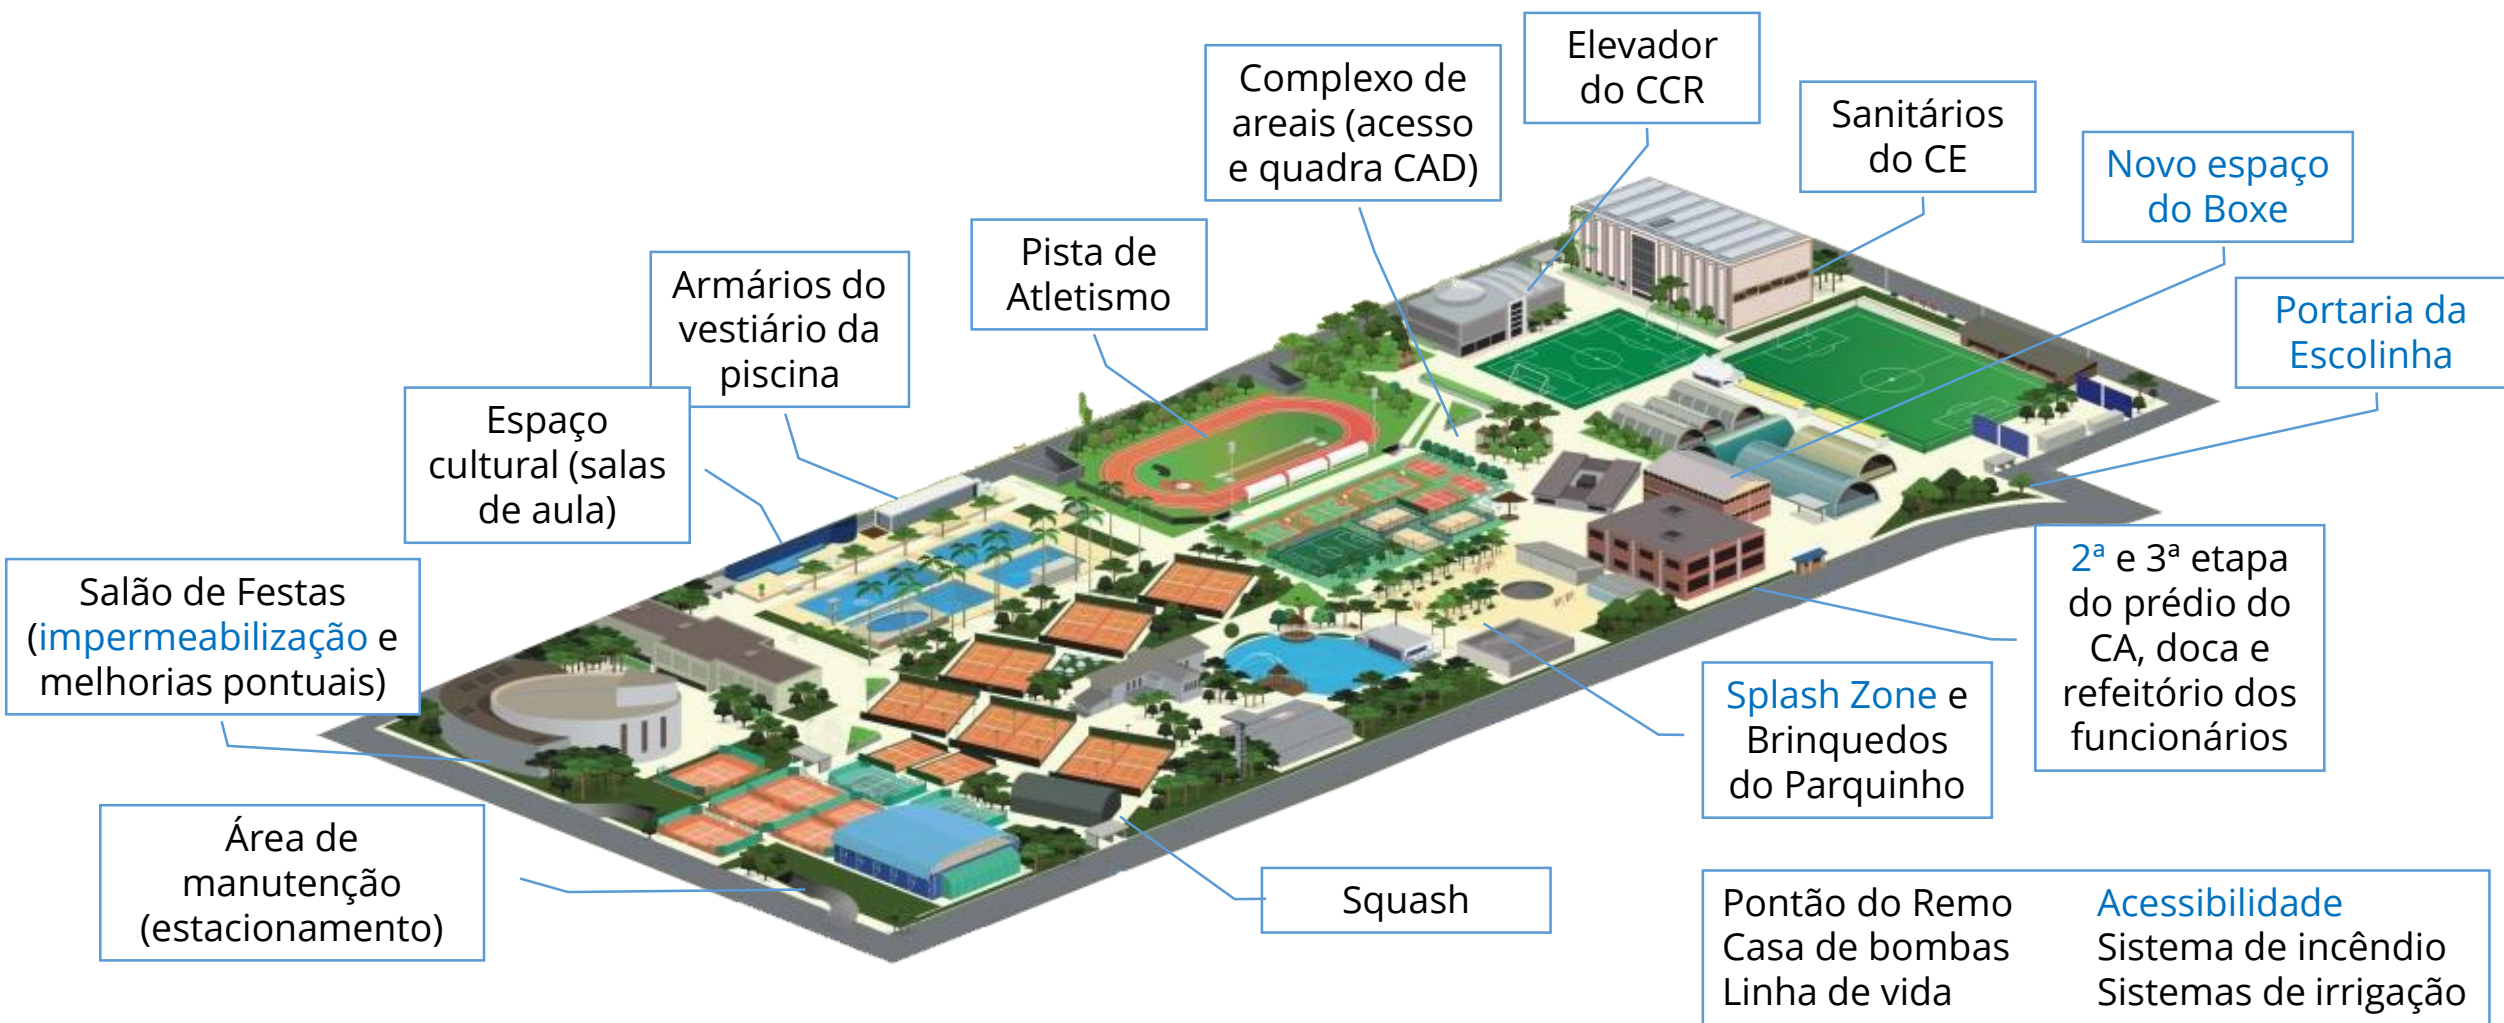 Elevador
do CCR
Complexo de
areais (acesso
e quadra CAD)
Sanitários
do CE
Novo espaço
do Boxe
Pista de
Atletismo
Armários do
vestiário da
piscina
Portaria da
Escolinha
Espaço
cultural (salas
de aula)
Salão de Festas
(impermeabilização e
melhorias pontuais)
2ª e 3ª etapa
do prédio do
CA, doca e
refeitório dos
funcionários
Splash Zone e
Brinquedos
do Parquinho
Área de
manutenção
(estacionamento)
Squash
Pontão do Remo
Casa de bombas
Linha de vida
Acessibilidade
Sistema de incêndio
Sistemas de irrigação